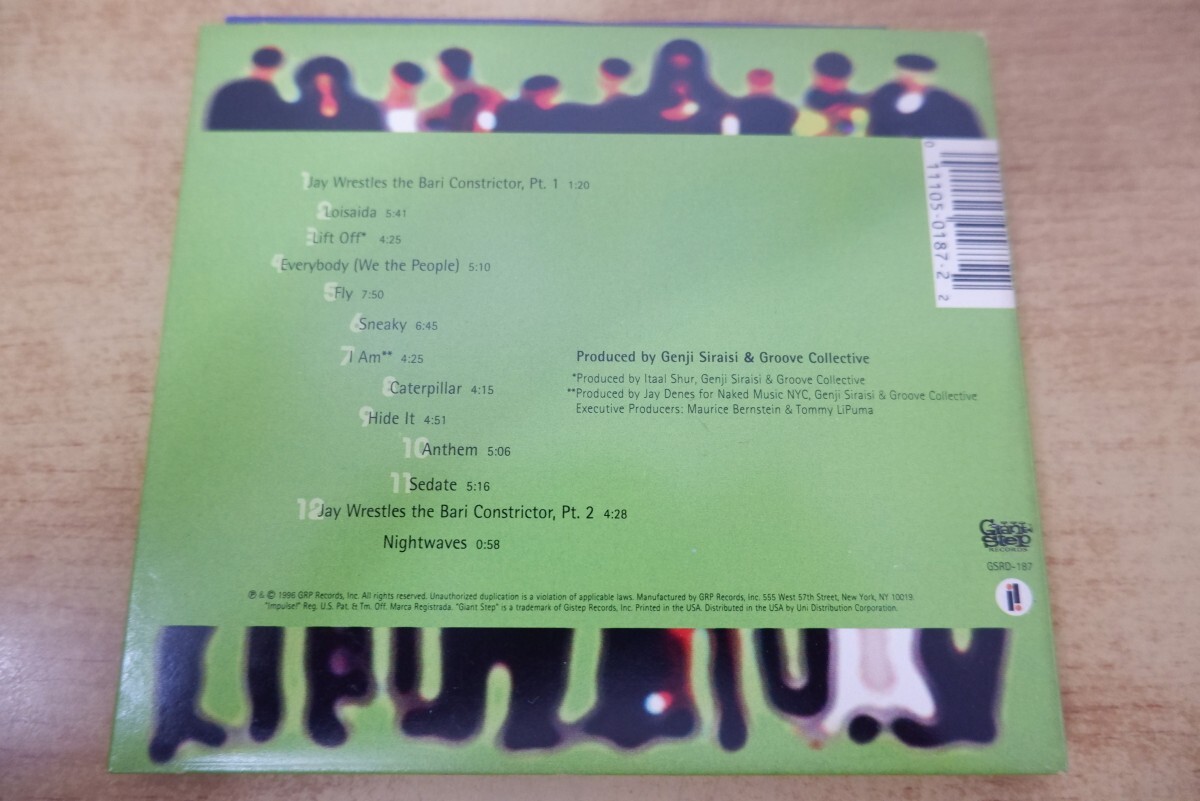 1 Jay Wrestles the Bari Constrictor, Pt. 1 1:20
2 Loisaida 5:41
3 Lift Off* 4:25
4 Everybody (We the People) 5:10
5 Fly 7:50
6 Sneaky 6:45
7 I Am** 4:25
8 Caterpillar 4:15
9 Hide It 4:51
10 Anthem 5:06
11 Sedate 5:16
12 Jay Wrestles the Bari Constrictor, Pt. 2 4:28
Nightwaves 0:58
Produced by Genji Siraisi & Groove Collective
*Produced by Itaal Shur, Genji Siraisi & Groove Collective
**Produced by Jay Denes for Naked Music NYC, Genji Siraisi & Groove Collective
Executive Producers: Maurice Bernstein & Tommy LiPuma
0 11105-0187-2 2
Giant Step
RECORDS
GSRD-187
i!
℗ & © 1996 GRP Records, Inc. All rights reserved. Unauthorized duplication is a violation of applicable laws. Manufactured by GRP Records, Inc. 555 West 57th Street, New York, NY 10019.
"Impulse!" Reg. U.S. Pat. & Tm. Off. Marca Registrada. "Giant Step" is a trademark of Gistep Records, Inc. Printed in the USA. Distributed in the USA by Uni Distribution Corporation.